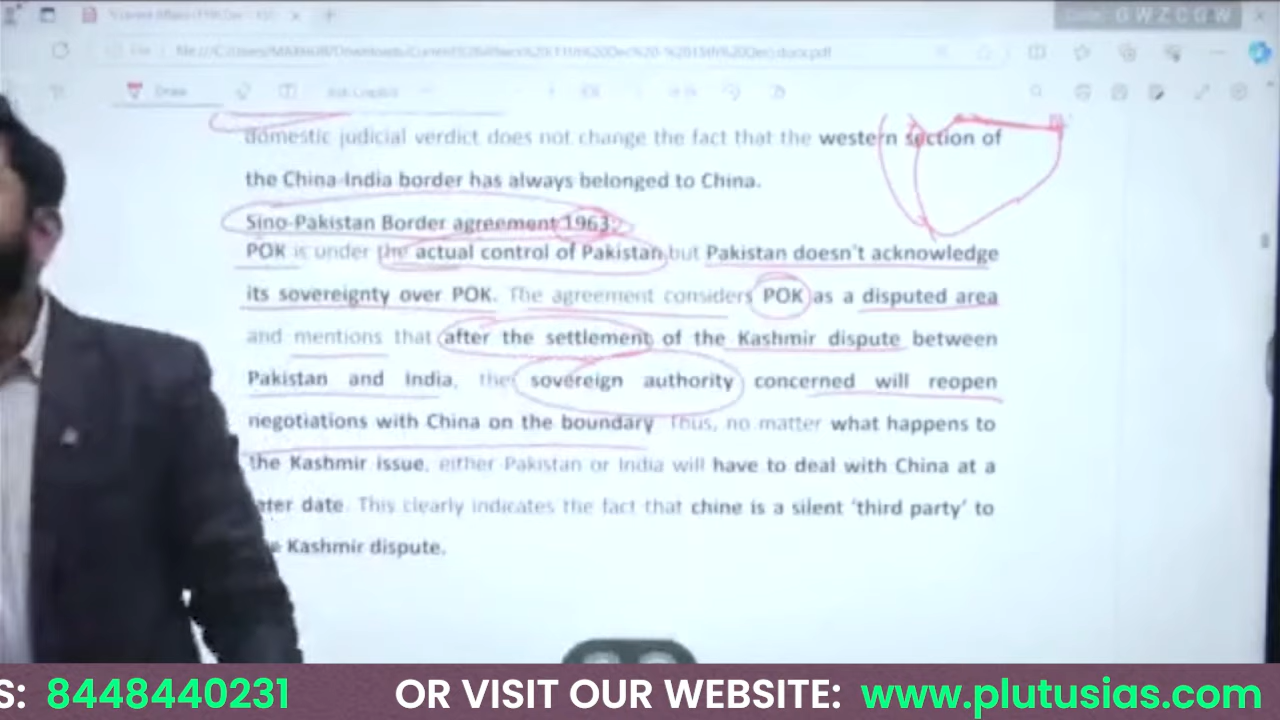 GWZCGW
Draw
domestic judicial verdict does not change the fact that the western section of
the China-India border has always belonged to China.
Sino-Pakistan Border agreement 1963:
POK is under the actual control of Pakistan but Pakistan doesn't acknowledge
its sovereignty over POK. The agreement considers POK as a disputed area
and mentions that after the settlement of the Kashmir dispute between
Pakistan and India, the sovereign authority concerned will reopen
negotiations with China on the boundary. Thus, no matter what happens to
the Kashmir issue, either Pakistan or India will have to deal with China at a
date. This clearly indicates the fact that chine is a silent 'third party' to
Kashmir dispute.
S: 8448440231 OR VISIT OUR WEBSITE: www.plutusias.com